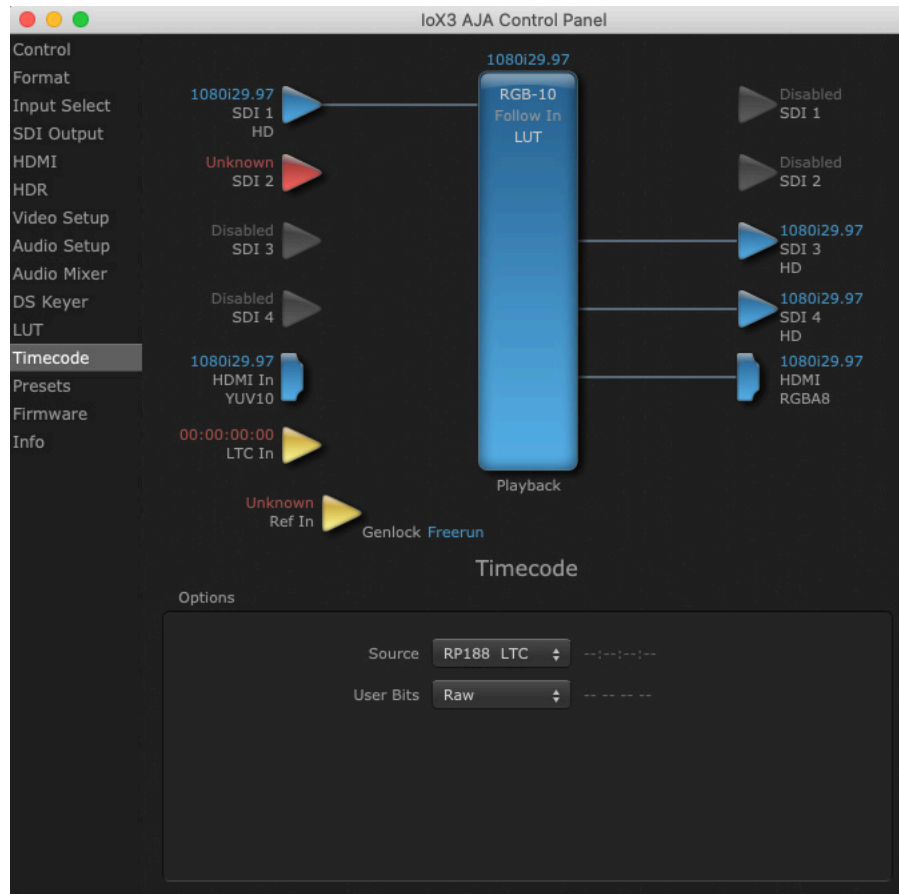 IoX3 AJA Control Panel
Control
Format
Input Select
SDI Output
HDMI
HDR
Video Setup
Audio Setup
Audio Mixer
DS Keyer
LUT
Timecode
Presets
Firmware
Info
1080i29.97
SDI 1
HD
Unknown
SDI 2
Disabled
SDI 3
Disabled
SDI 4
1080i29.97
HDMI In
YUV10
00:00:00:00
LTC In
Unknown
Ref In
Genlock Freerun
1080i29.97
RGB-10
Follow In
LUT
Playback
Disabled
SDI 1
Disabled
SDI 2
1080i29.97
SDI 3
HD
1080i29.97
SDI 4
HD
1080i29.97
HDMI
RGBA8
Timecode
Options
Source RP188 LTC --:--:--:--
User Bits Raw -- -- -- --